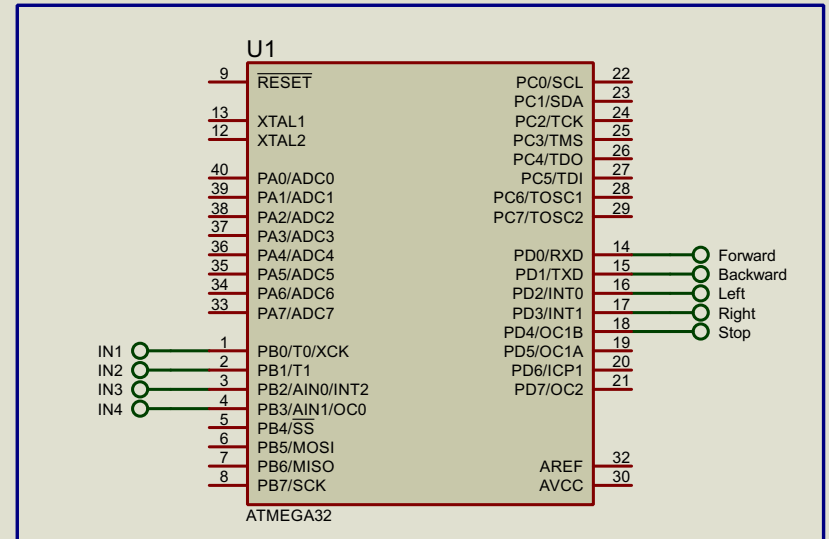 U1
9 RESET
13 XTAL1
12 XTAL2
40 PA0/ADC0
39 PA1/ADC1
38 PA2/ADC2
37 PA3/ADC3
36 PA4/ADC4
35 PA5/ADC5
34 PA6/ADC6
33 PA7/ADC7
IN1 1 PB0/T0/XCK
IN2 2 PB1/T1
IN3 3 PB2/AIN0/INT2
IN4 4 PB3/AIN1/OC0
5 PB4/SS
6 PB5/MOSI
7 PB6/MISO
8 PB7/SCK
PC0/SCL 22
PC1/SDA 23
PC2/TCK 24
PC3/TMS 25
PC4/TDO 26
PC5/TDI 27
PC6/TOSC1 28
PC7/TOSC2 29
PD0/RXD 14 Forward
PD1/TXD 15 Backward
PD2/INT0 16 Left
PD3/INT1 17 Right
PD4/OC1B 18 Stop
PD5/OC1A 19
PD6/ICP1 20
PD7/OC2 21
AREF 32
AVCC 30
ATMEGA32